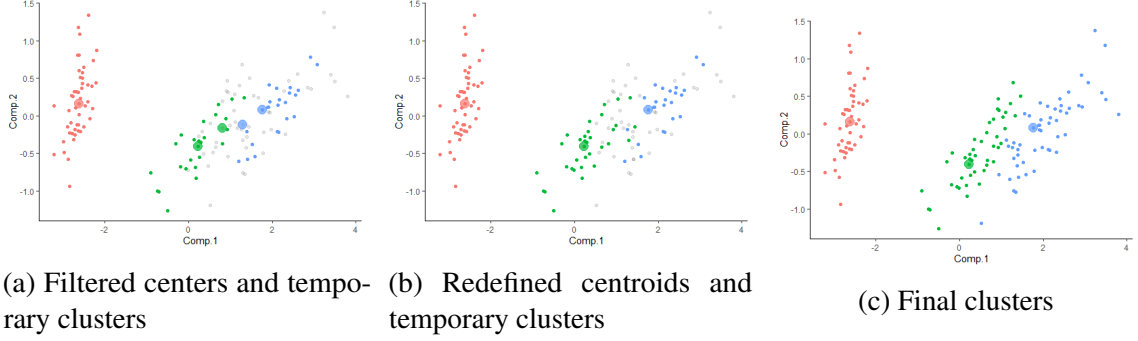 1.5
1.0
0.5
0.0
-0.5
-1.0
Comp.2
-2
0
2
4
Comp.1
1.5
1.0
0.5
0.0
-0.5
-1.0
Comp.2
-2
0
2
4
Comp.1
1.5
1.0
0.5
0.0
-0.5
-1.0
Comp.2
-2
0
2
4
Comp.1
(a) Filtered centers and tempo-
rary clusters
(b) Redefined centroids and
temporary clusters
(c) Final clusters